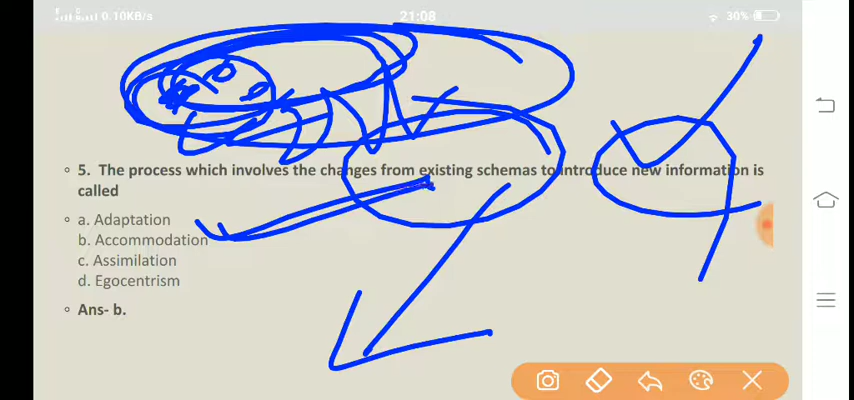 0.10KB/s 21:08 30%
5. The process which involves the changes from existing schemas to introduce new information is
called
a. Adaptation
b. Accommodation
c. Assimilation
d. Egocentrism
Ans- b.